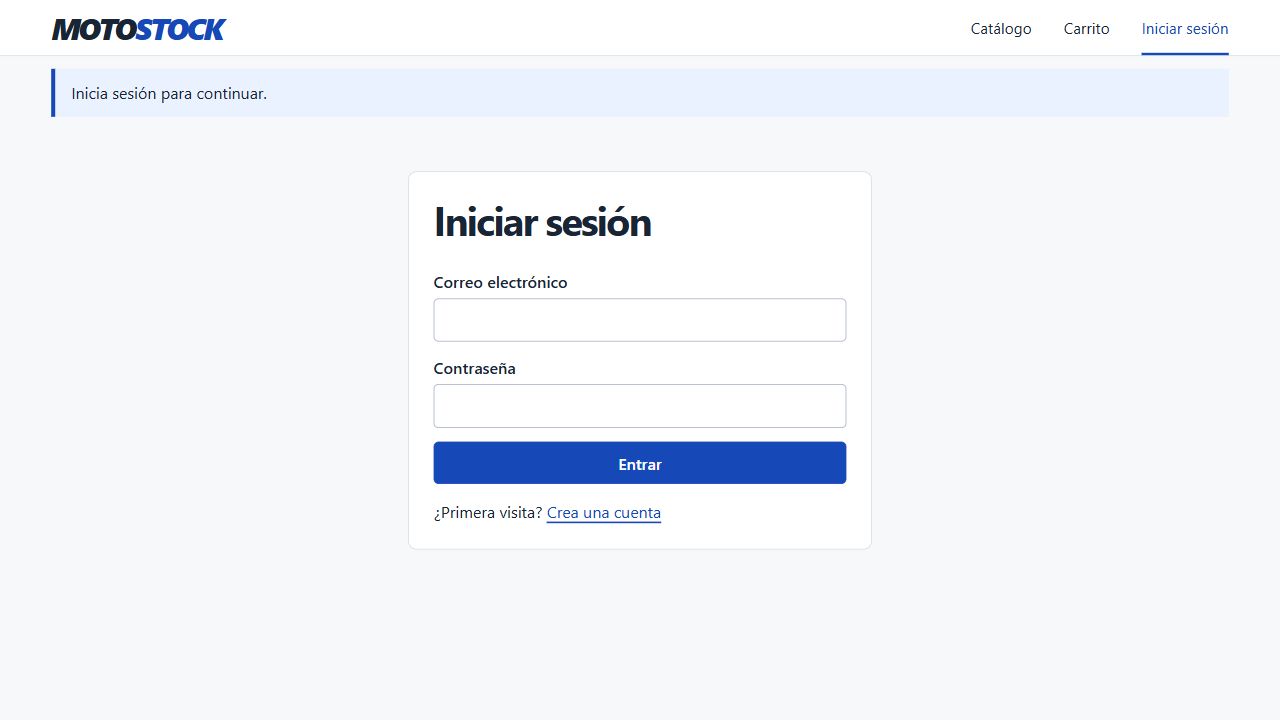 MOTOSTOCK
Catálogo
Carrito
Iniciar sesión
Inicia sesión para continuar.
Iniciar sesión
Correo electrónico
Contraseña
Entrar
¿Primera visita? Crea una cuenta